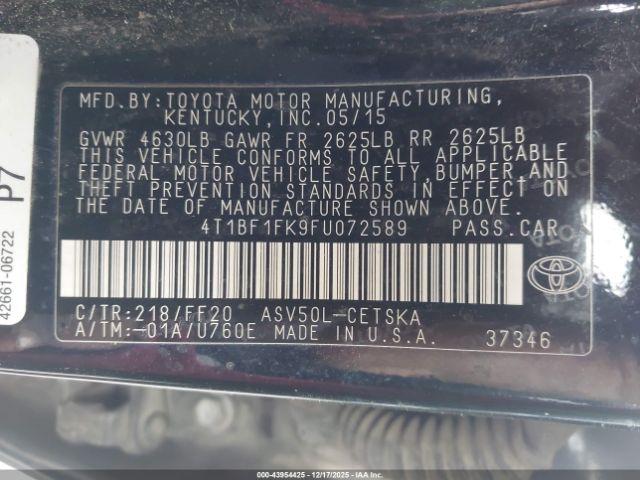 MFD.BY:TOYOTA MOTOR MANUFACTURING,
KENTUCKY,INC.05/15
GVWR 4630LB GAWR FR 2625LB RR 2625LB
THIS VEHICLE CONFORMS TO ALL APPLICABLE
FEDERAL MOTOR VEHICLE SAFETY,BUMPER,AND
THEFT PREVENTION STANDARDS IN EFFECT ON
THE DATE OF MANUFACTURE SHOWN ABOVE.
4T1BF1FK9FU072589 PASS.CAR
C/TR:218/FF20 ASV50L-CETSKA
A/TM:-01A/U760E MADE IN U.S.A. 37346
42661-06722
P7
TOYOTA
000-43954425 | 12/17/2025 | IAAI.COM